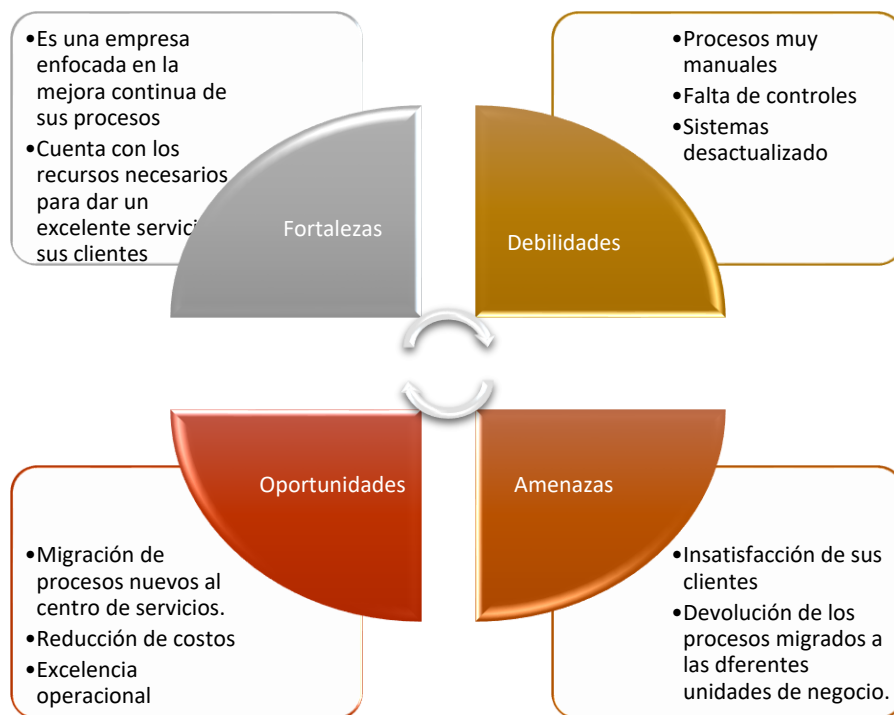 •Es una empresa
enfocada en la
mejora continua de
sus procesos
•Cuenta con los
recursos necesarios
para dar un
excelente servici
sus clientes
Fortalezas
•Procesos muy
manuales
•Falta de controles
•Sistemas
desactualizado
Debilidades
Oportunidades
•Migración de
procesos nuevos al
centro de servicios.
•Reducción de costos
•Excelencia
operacional
Amenazas
•Insatisfacción de sus
clientes
•Devolución de los
procesos migrados a
las dferentes
unidades de negocio.